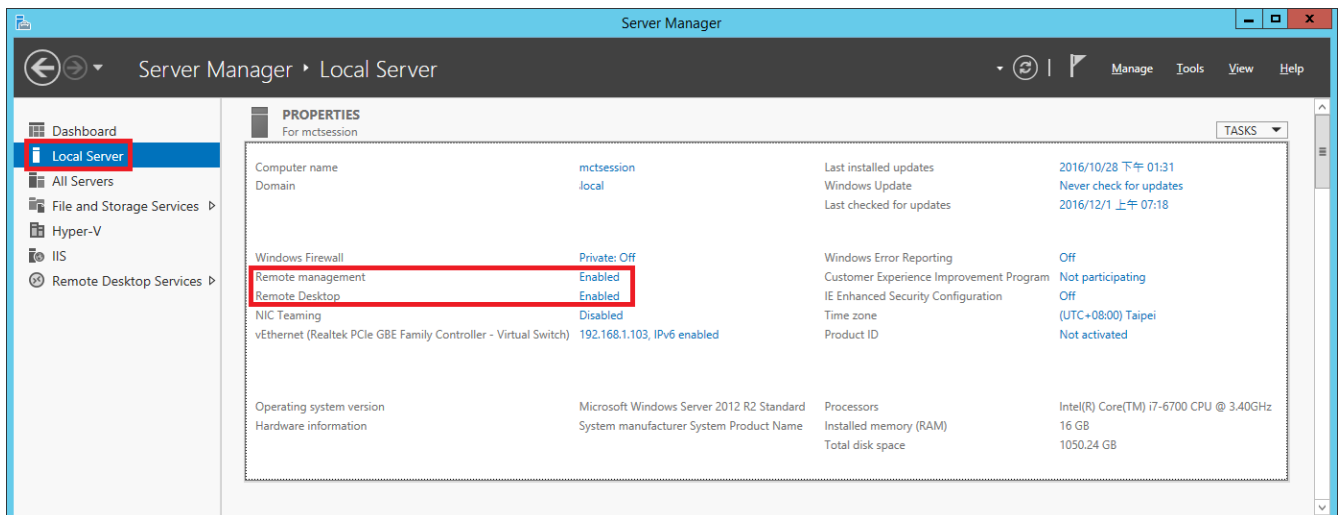 Server Manager
Server Manager • Local Server
Manage Tools View Help
Dashboard
Local Server
All Servers
File and Storage Services
Hyper-V
IIS
Remote Desktop Services
PROPERTIES
For mctsession
TASKS
Computer name mctsession
Domain .local
Last installed updates 2016/10/28 下午 01:31
Windows Update Never check for updates
Last checked for updates 2016/12/1 上午 07:18
Windows Firewall Private: Off
Remote management Enabled
Remote Desktop Enabled
NIC Teaming Disabled
vEthernet (Realtek PCIe GBE Family Controller - Virtual Switch) 192.168.1.103, IPv6 enabled
Windows Error Reporting Off
Customer Experience Improvement Program Not participating
IE Enhanced Security Configuration Off
Time zone (UTC+08:00) Taipei
Product ID Not activated
Operating system version Microsoft Windows Server 2012 R2 Standard
Hardware information System manufacturer System Product Name
Processors Intel(R) Core(TM) i7-6700 CPU @ 3.40GHz
Installed memory (RAM) 16 GB
Total disk space 1050.24 GB